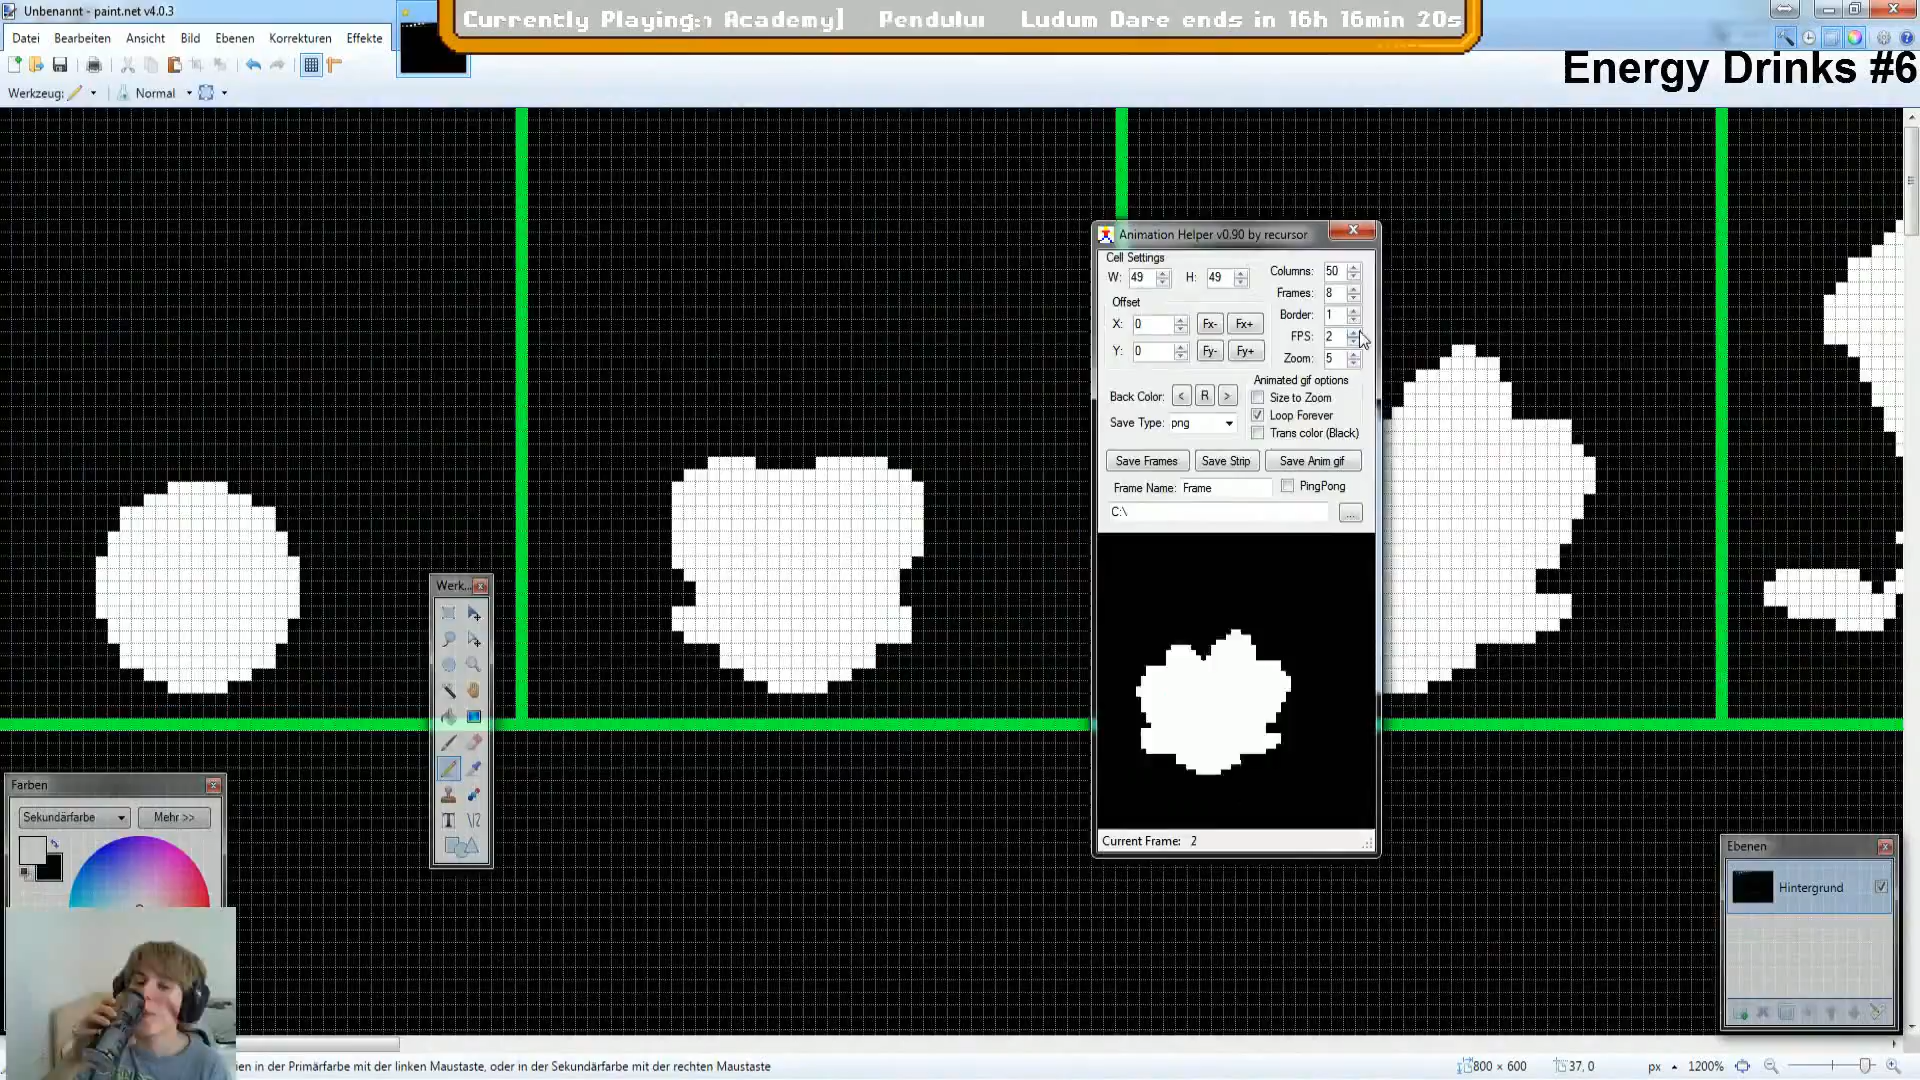 Unbenannt - paint.net v4.0.3
Currently Playing: Academy] Ludum Dare ends in 16h 16min 20s
Datei Bearbeiten Ansicht Bild Ebenen Korrekturen Effekte
Energy Drinks #6
Werkzeug: Normal
Animation Helper v0.90 by recursor
Cell Settings
W: 49 H: 49
Columns: 50
Frames: 8
Offset
Border: 1
X: 0 Fx- Fx+
FPS: 2
Y: 0 Fy- Fy+
Zoom: 5
Animated gif options
Back Color: < R >
Size to Zoom
Loop Forever
Save Type: png
Trans color (Black)
Save Frames Save Strip Save Anim gif
Frame Name: Frame
PingPong
C:\
...
Current Frame: 2
Werk...
T
Farben
Sekundärfarbe Mehr >>
Ebenen
Hintergrund
en in der Primärfarbe mit der linken Maustaste, oder in der Sekundärfarbe mit der rechten Maustaste
800 × 600 37, 0 px 1200%